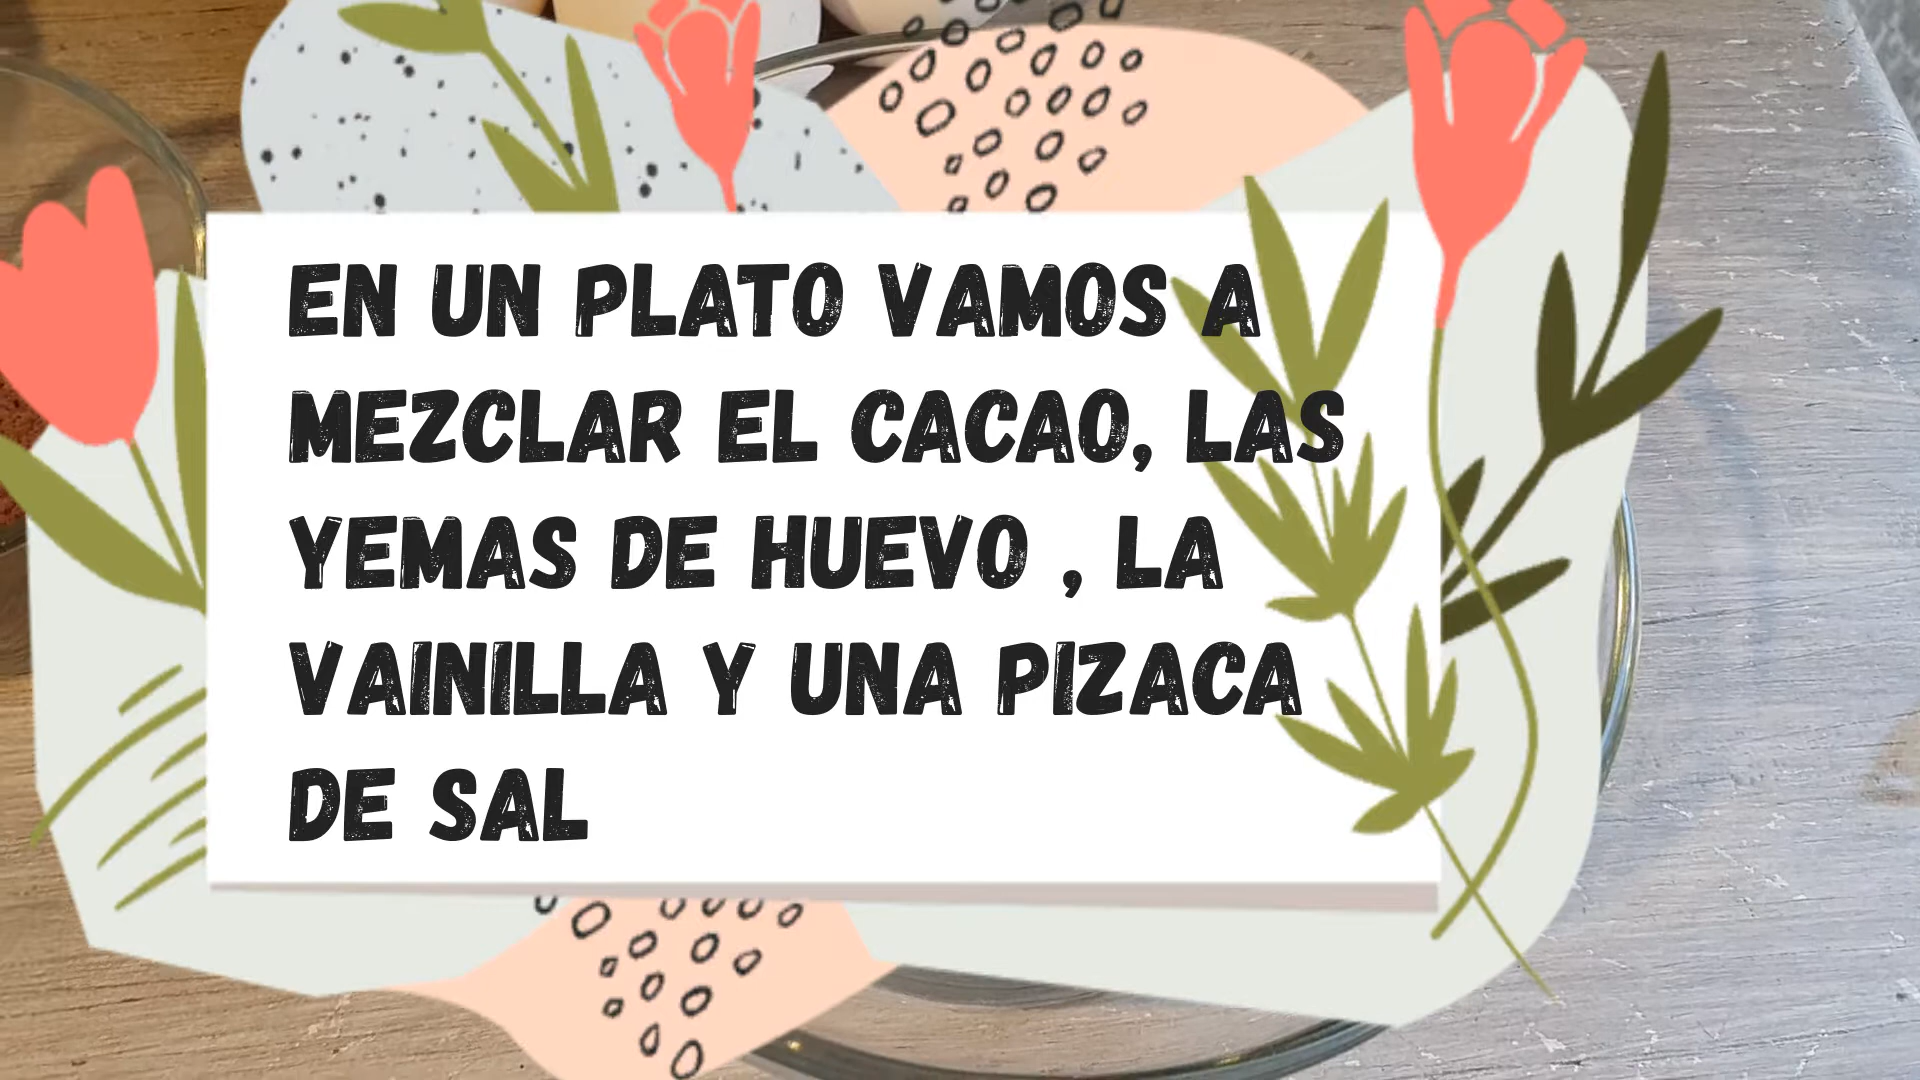 EN UN PLATO VAMOS A
MEZCLAR EL CACAO, LAS
YEMAS DE HUEVO , LA
VAINILLA Y UNA PIZACA
DE SAL